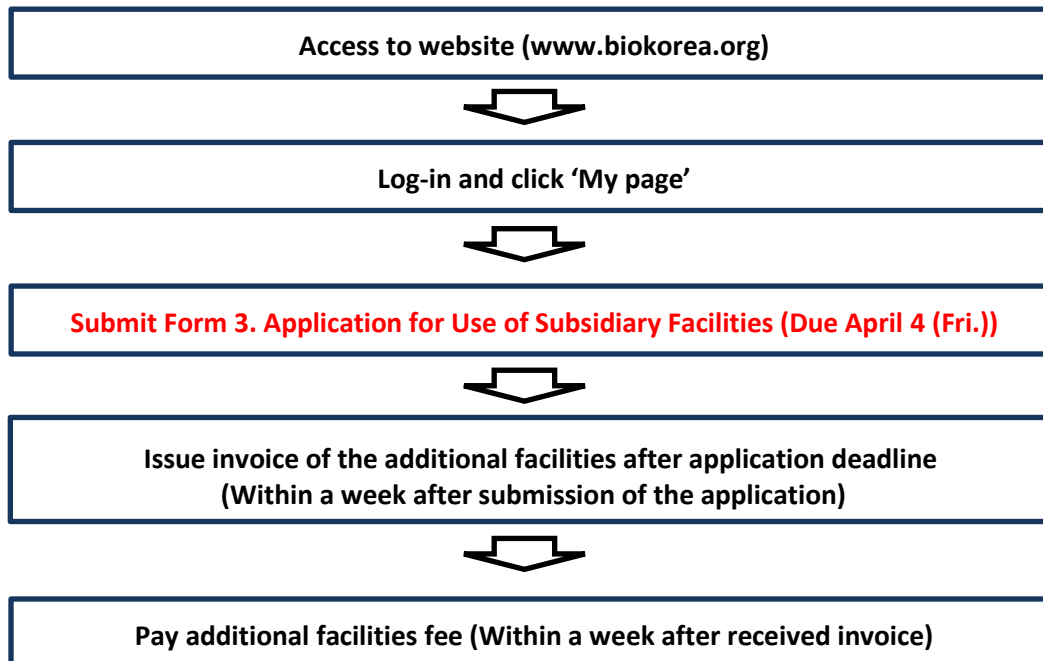 Access to website (www.biokorea.org)
Log-in and click ‘My page’
Submit Form 3. Application for Use of Subsidiary Facilities (Due April 4 (Fri.))
Issue invoice of the additional facilities after application deadline
(Within a week after submission of the application)
Pay additional facilities fee (Within a week after received invoice)